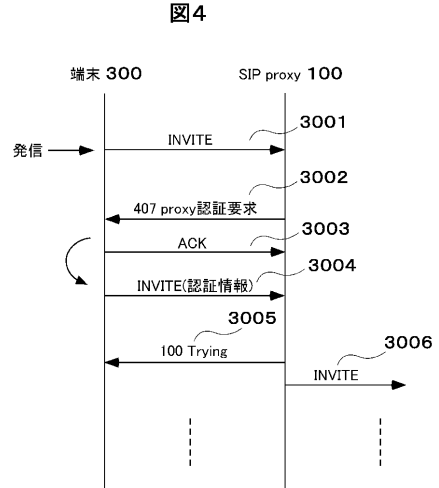 図4
端末 300
SIP proxy 100
3001
発信
INVITE
3002
407 proxy認証要求
3003
ACK
3004
INVITE(認証情報)
3005
100 Trying
3006
INVITE